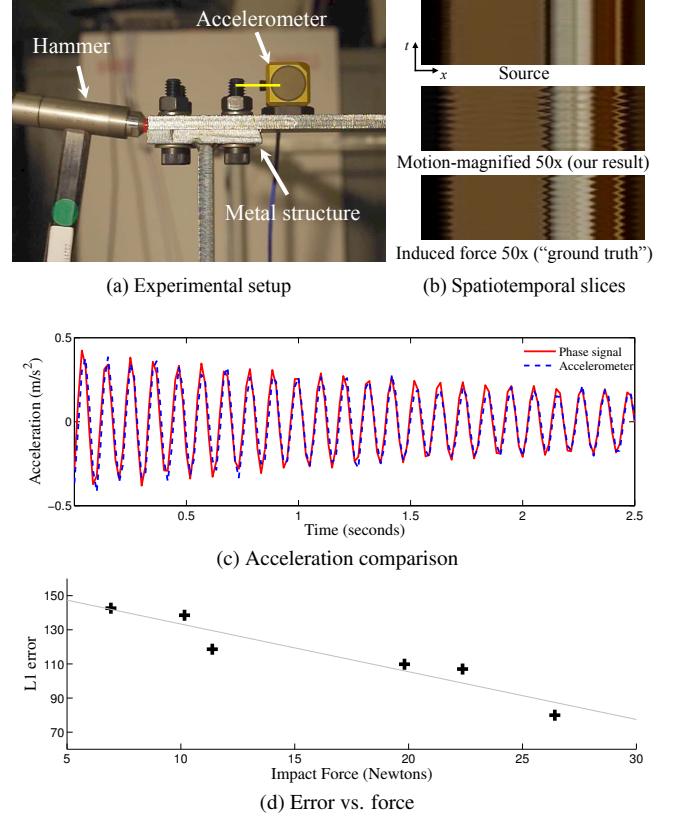 Accelerometer
Hammer
Metal structure
(a) Experimental setup
t
x
Source
Motion-magnified 50x (our result)
Induced force 50x (“ground truth”)
(b) Spatiotemporal slices
0.5
0
−0.5
Acceleration (m/s²)
Phase signal
Accelerometer
0.5
1
1.5
2
2.5
Time (seconds)
(c) Acceleration comparison
150
130
110
90
70
L1 error
5
10
15
20
25
30
Impact Force (Newtons)
(d) Error vs. force